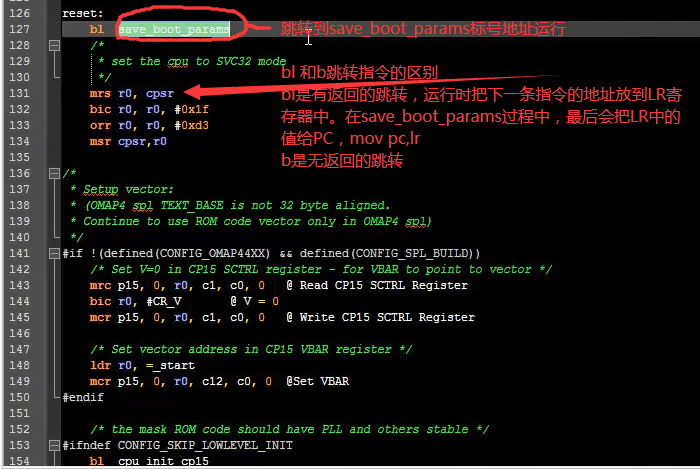 125
126 reset:
127 bl save_boot_params 跳转到save_boot_params标号地址运行
128 /*
129 * set the cpu to SVC32 mode
130 */
bl 和b跳转指令的区别
131 mrs r0, cpsr
bl是有返回的跳转，运行时把下一条指令的地址放到LR寄
132 bic r0, r0, #0x1f
存器中。在save_boot_params过程中，最后会把LR中的
133 orr r0, r0, #0xd3
值给PC，mov pc,lr
134 msr cpsr,r0
b是无返回的跳转
135
136 /*
137 * Setup vector:
138 * (OMAP4 spl TEXT_BASE is not 32 byte aligned.
139 * Continue to use ROM code vector only in OMAP4 spl)
140 */
141 #if !(defined(CONFIG_OMAP44XX) && defined(CONFIG_SPL_BUILD))
142 /* Set V=0 in CP15 SCTRL register - for VBAR to point to vector */
143 mrc p15, 0, r0, c1, c0, 0 @ Read CP15 SCTRL Register
144 bic r0, #CR_V @ V = 0
145 mcr p15, 0, r0, c1, c0, 0 @ Write CP15 SCTRL Register
146
147 /* Set vector address in CP15 VBAR register */
148 ldr r0, =_start
149 mcr p15, 0, r0, c12, c0, 0 @Set VBAR
150 #endif
151
152 /* the mask ROM code should have PLL and others stable */
153 #ifndef CONFIG_SKIP_LOWLEVEL_INIT
154 bl cpu_init_cp15